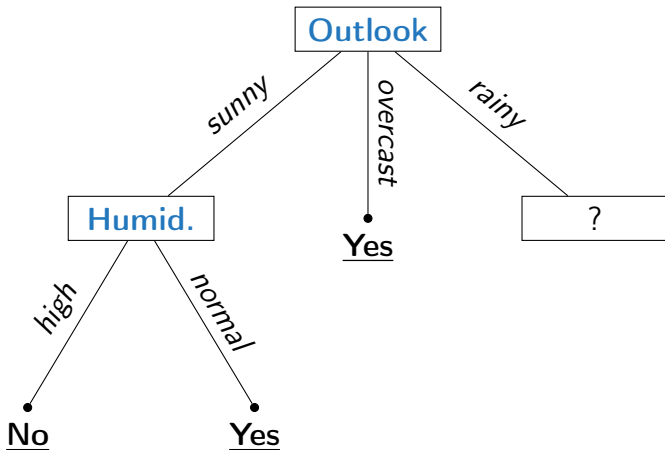 Outlook
sunny
overcast
rainy
Humid.
?
Yes
high
normal
No
Yes